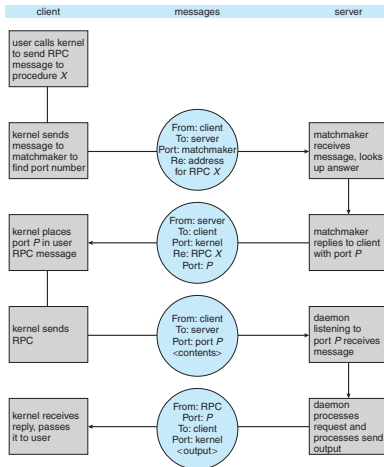 client
messages
server
user calls kernel
to send RPC
message to
procedure X
kernel sends
message to
matchmaker to
find port number
From: client
To: server
Port: matchmaker
Re: address
for RPC X
matchmaker
receives
message, looks
up answer
kernel places
port P in user
RPC message
From: server
To: client
Port: kernel
Re: RPC X
Port: P
matchmaker
replies to client
with port P
kernel sends
RPC
From: client
To: server
Port: port P
<contents>
daemon
listening to
port P receives
message
kernel receives
reply, passes
it to user
From: RPC
Port: P
To: client
Port: kernel
<output>
daemon
processes
request and
processes send
output